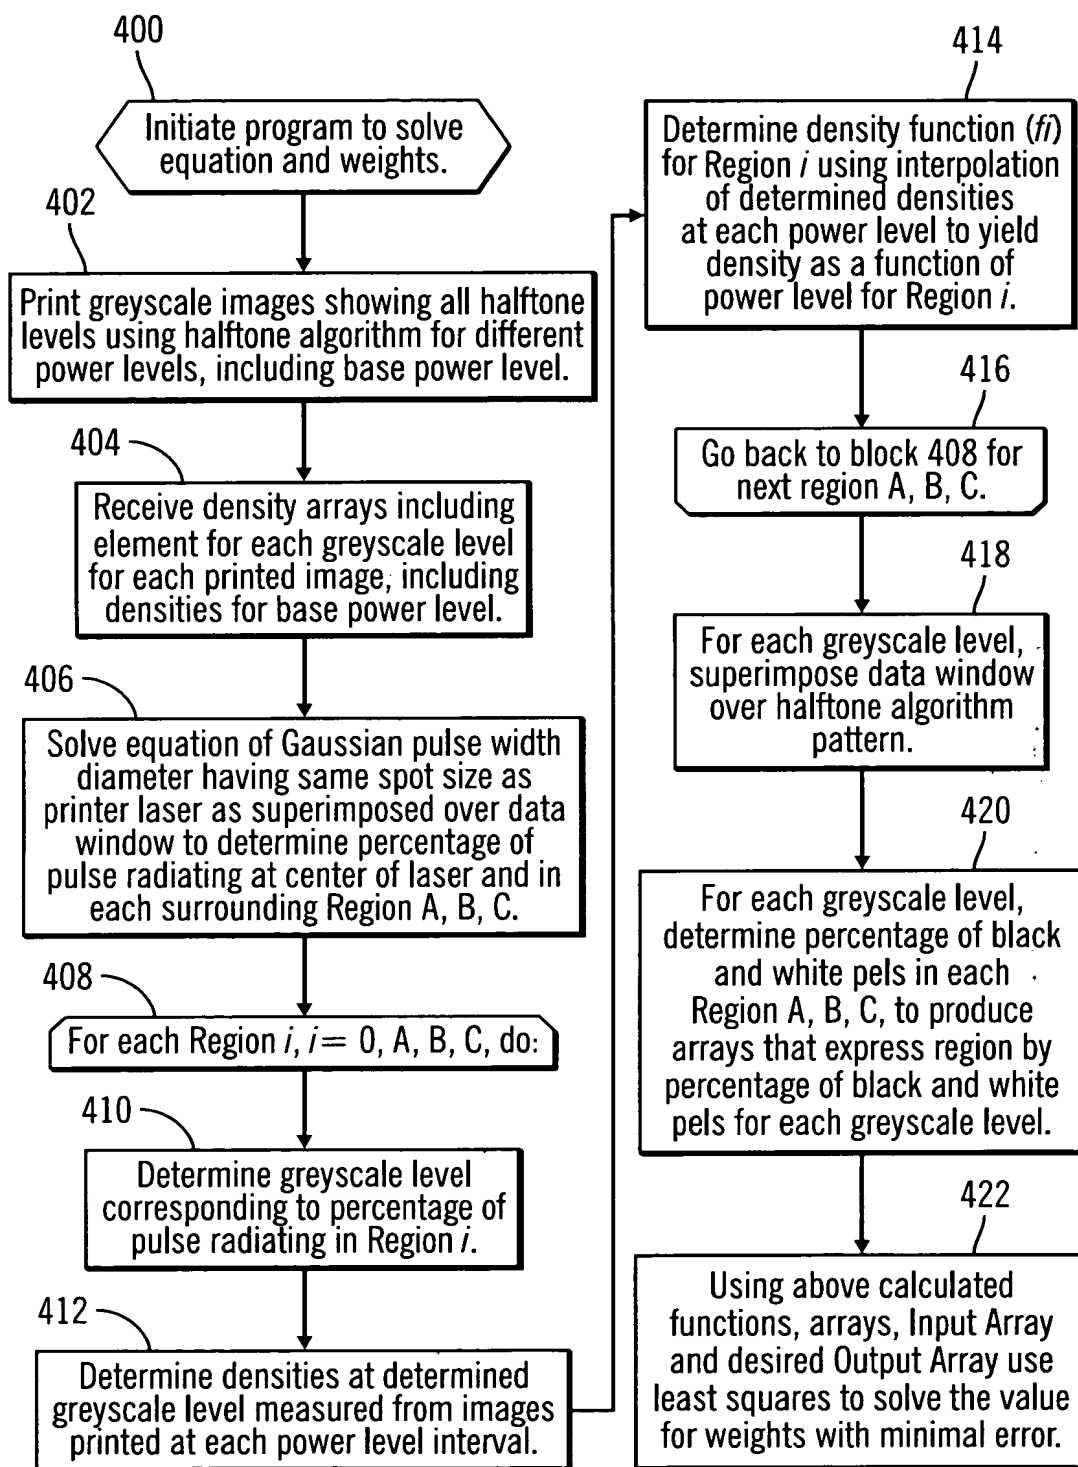 400
Initiate program to solve
equation and weights.
402
Print greyscale images showing all halftone
levels using halftone algorithm for different
power levels, including base power level.
404
Receive density arrays including
element for each greyscale level
for each printed image, including
densities for base power level.
406
Solve equation of Gaussian pulse width
diameter having same spot size as
printer laser as superimposed over data
window to determine percentage of
pulse radiating at center of laser and in
each surrounding Region A, B, C.
408
For each Region i, i = 0, A, B, C, do:
410
Determine greyscale level
corresponding to percentage of
pulse radiating in Region i.
412
Determine densities at determined
greyscale level measured from images
printed at each power level interval.
414
Determine density function (fi)
for Region i using interpolation
of determined densities
at each power level to yield
density as a function of
power level for Region i.
416
Go back to block 408 for
next region A, B, C.
418
For each greyscale level,
superimpose data window
over halftone algorithm
pattern.
420
For each greyscale level,
determine percentage of black
and white pels in each
Region A, B, C, to produce
arrays that express region by
percentage of black and white
pels for each greyscale level.
422
Using above calculated
functions, arrays, Input Array
and desired Output Array use
least squares to solve the value
for weights with minimal error.